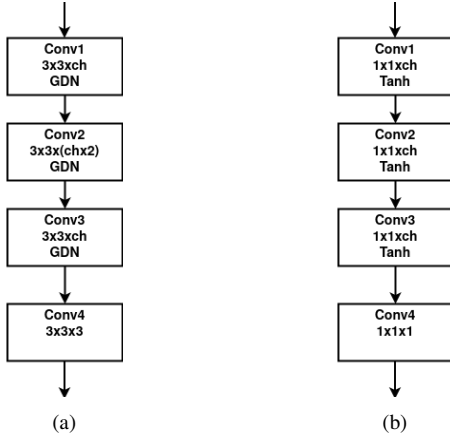 Conv1
3x3xch
GDN
Conv2
3x3x(chx2)
GDN
Conv3
3x3xch
GDN
Conv4
3x3x3
(a)
Conv1
1x1xch
Tanh
Conv2
1x1xch
Tanh
Conv3
1x1xch
Tanh
Conv4
1x1x1
(b)